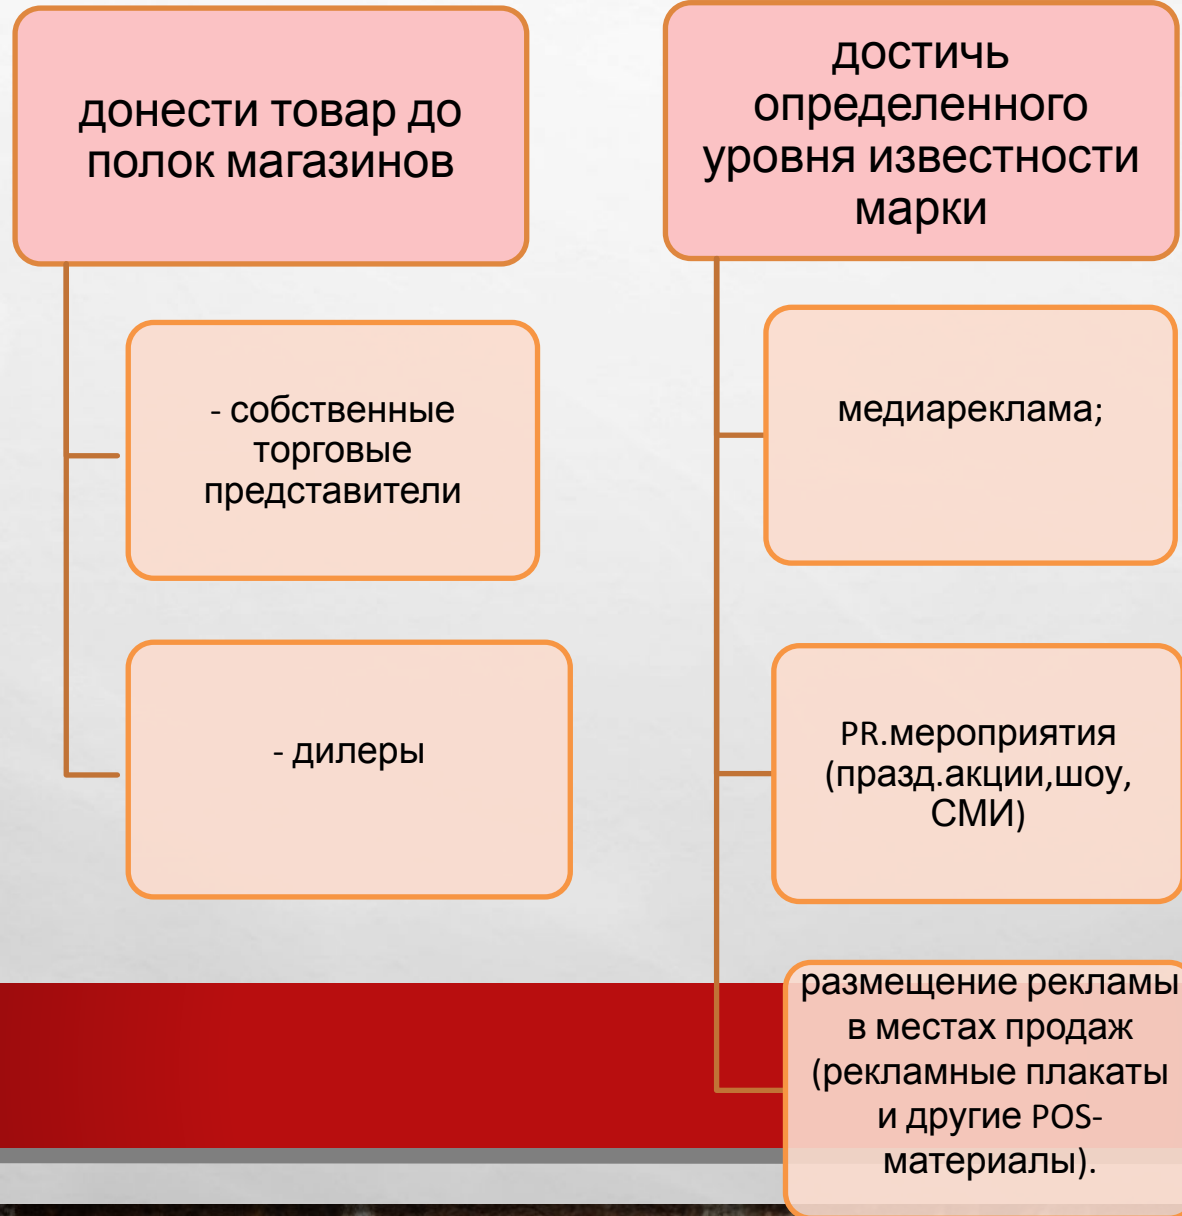 донести товар до
полок магазинов
- собственные
торговые
представители
- дилеры
достичь
определенного
уровня известности
марки
медиареклама;
PR.мероприятия
(празд.акции,шоу,
СМИ)
размещение рекламы
в местах продаж
(рекламные плакаты
и другие POS-
материалы).